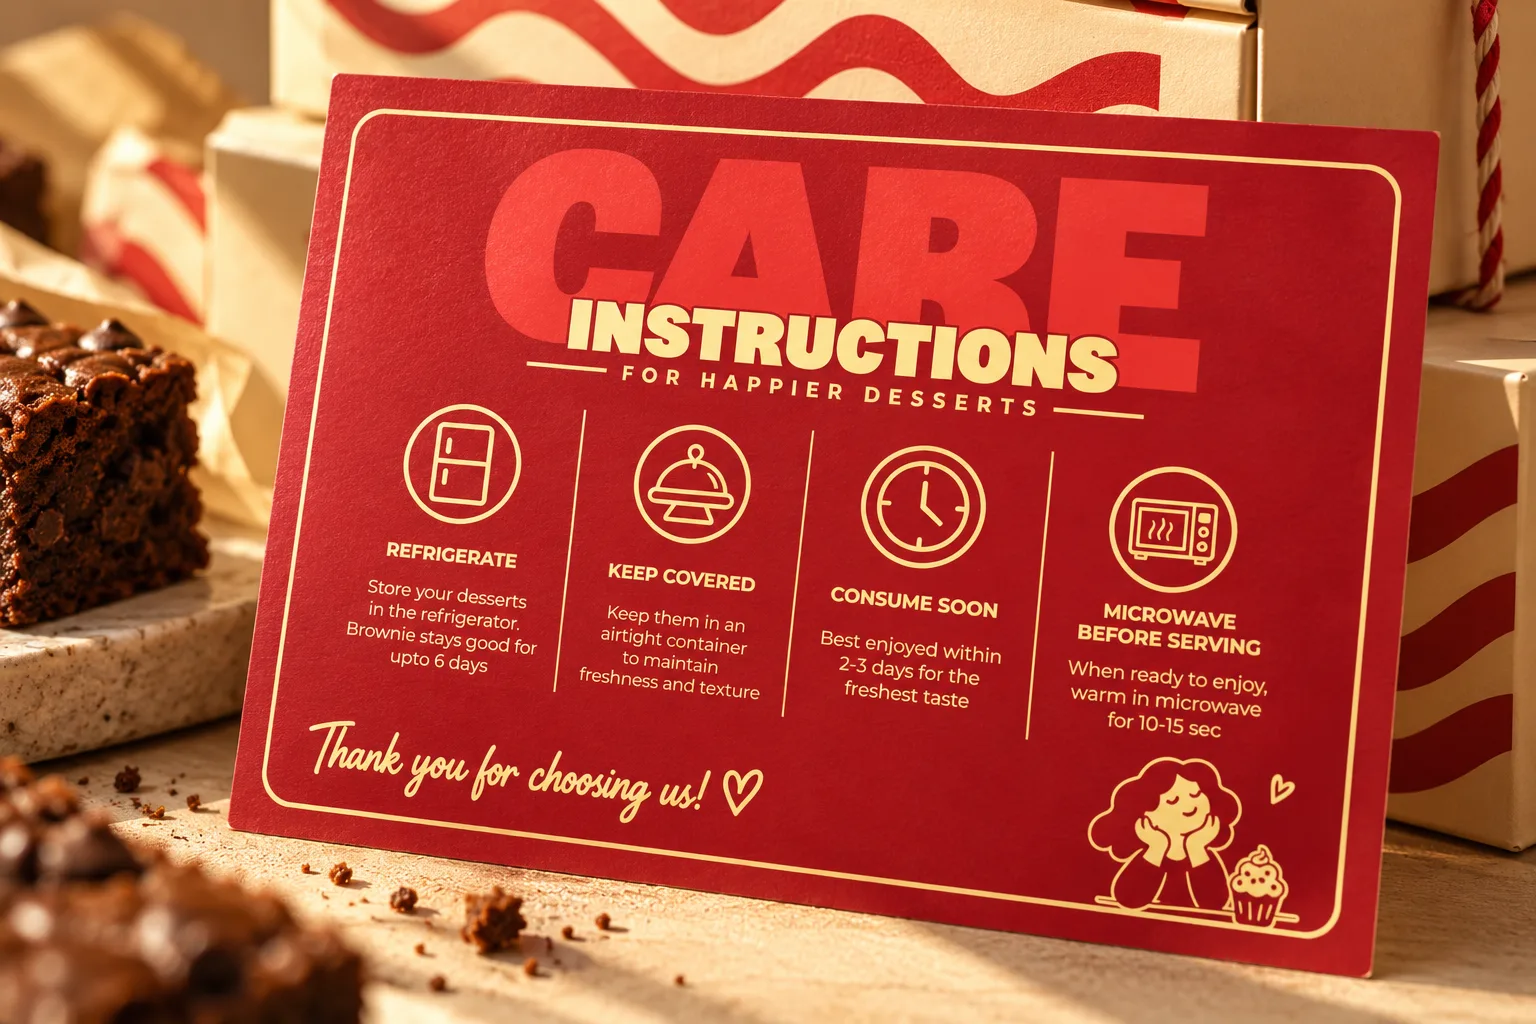 CARE
INSTRUCTIONS
FOR HAPPIER DESSERTS
REFRIGERATE
Store your desserts
in the refrigerator.
Brownie stays good for
upto 6 days
KEEP COVERED
Keep them in an
airtight container
to maintain
freshness and texture
CONSUME SOON
Best enjoyed within
2-3 days for the
freshest taste
MICROWAVE
BEFORE SERVING
When ready to enjoy,
warm in microwave
for 10-15 sec
Thank you for choosing us!